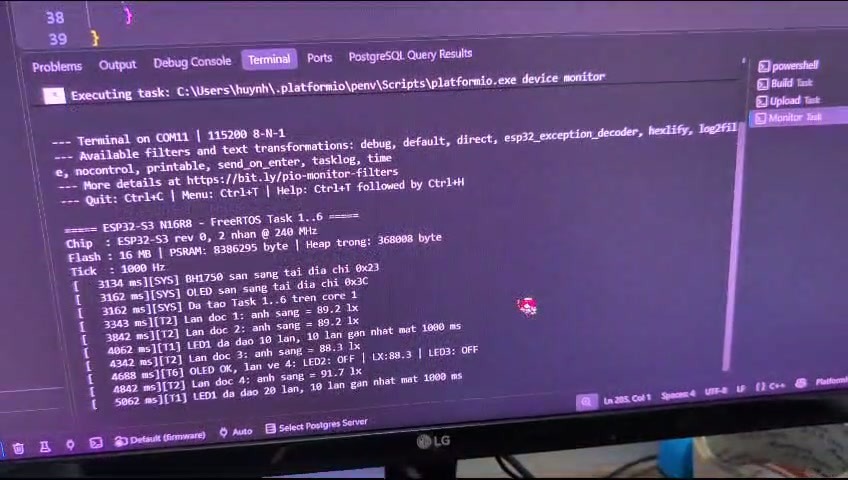 38 }
39 }
Problems Output Debug Console Terminal Ports PostgreSQL Query Results
Executing task: C:\Users\huynh\.platformio\penv\Scripts\platformio.exe device monitor
powershell
Build Task
Upload Task
Monitor Task
--- Terminal on COM11 | 115200 8-N-1
--- Available filters and text transformations: debug, default, direct, esp32_exception_decoder, hexlify, log2fil
e, nocontrol, printable, send_on_enter, tasklog, time
--- More details at https://bit.ly/pio-monitor-filters
--- Quit: Ctrl+C | Menu: Ctrl+T | Help: Ctrl+T followed by Ctrl+H
===== ESP32-S3 N16R8 - FreeRTOS Task 1..6 =====
Chip : ESP32-S3 rev 0, 2 nhan @ 240 MHz
Flash : 16 MB | PSRAM: 8386295 byte | Heap trong: 368008 byte
Tick : 1000 Hz
[ 3134 ms][SYS] BH1750 san sang tai dia chi 0x23
[ 3162 ms][SYS] OLED san sang tai dia chi 0x3C
[ 3162 ms][SYS] Da tao Task 1..6 tren core 1
[ 3343 ms][T2] Lan doc 1: anh sang = 89.2 lx
[ 3842 ms][T2] Lan doc 2: anh sang = 89.2 lx
[ 4062 ms][T1] LED1 da dao 10 lan, 10 lan gan nhat mat 1000 ms
[ 4342 ms][T2] Lan doc 3: anh sang = 88.3 lx
[ 4688 ms][T6] OLED OK, lan ve 4: LED2: OFF | LX:88.3 | LED3: OFF
[ 4842 ms][T2] Lan doc 4: anh sang = 91.7 lx
[ 5062 ms][T1] LED1 da dao 20 lan, 10 lan gan nhat mat 1000 ms
Default (firmware) Auto Select Postgres Server
Ln 285, Col 1 Spaces: 4 UTF-8 LF {} C++ Platform
LG